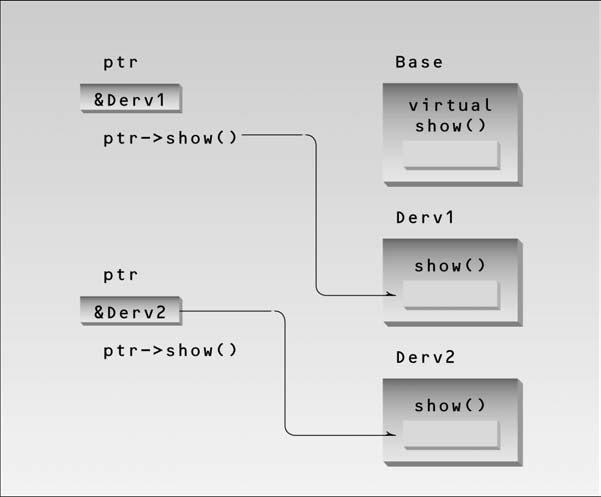 ptr
&Derv1
ptr->show()
ptr
&Derv2
ptr->show()
Base
virtual
show()
Derv1
show()
Derv2
show()